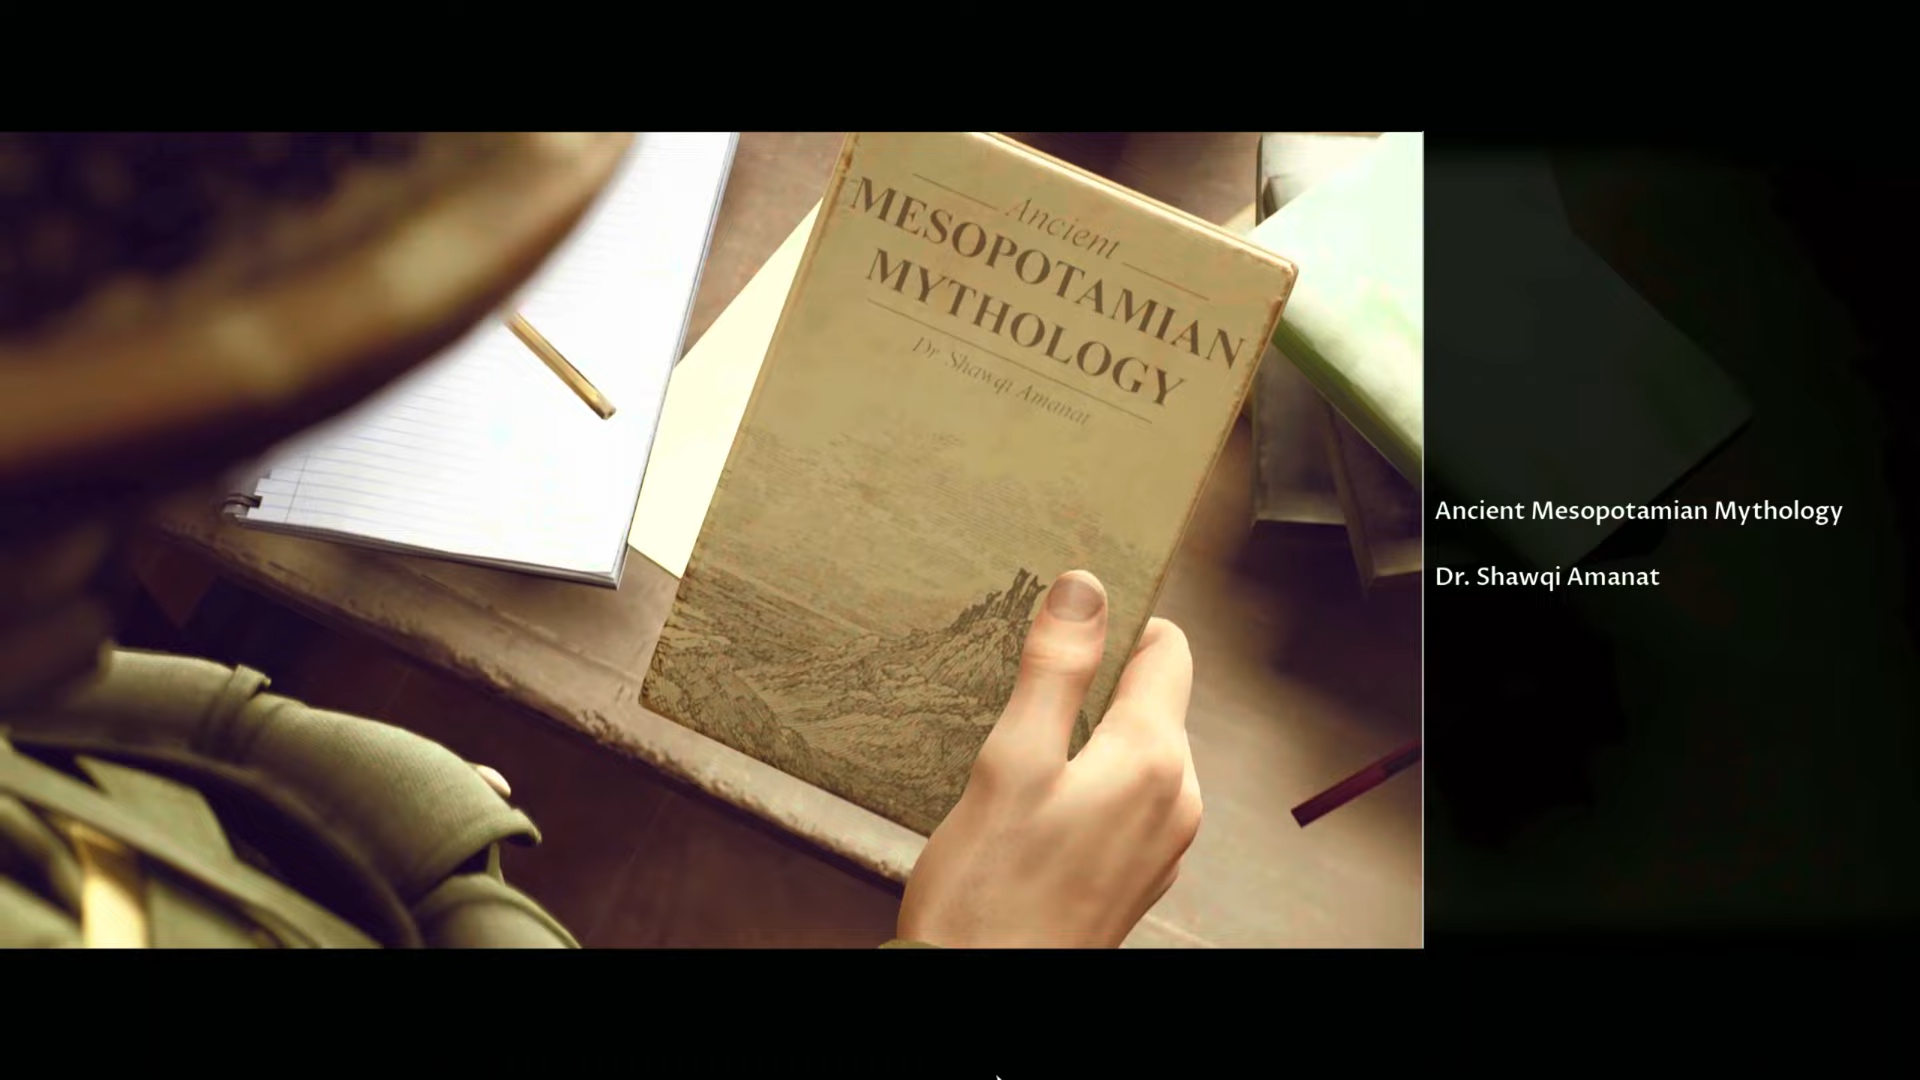 Ancient
MESOPOTAMIAN
MYTHOLOGY
Dr Shawqi Amanat
Ancient Mesopotamian Mythology
Dr. Shawqi Amanat